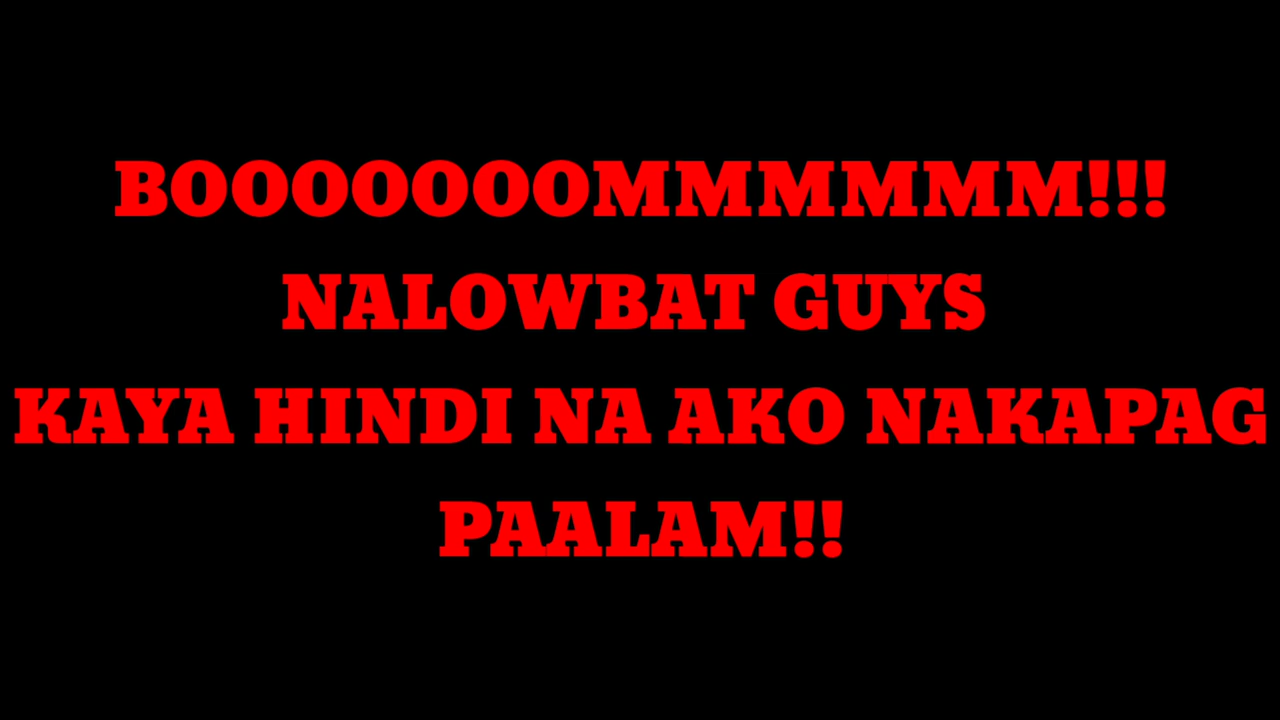 BOOOOOOOMMMMMM!!!
NALOWBAT GUYS
KAYA HINDI NA AKO NAKAPAG
PAALAM!!